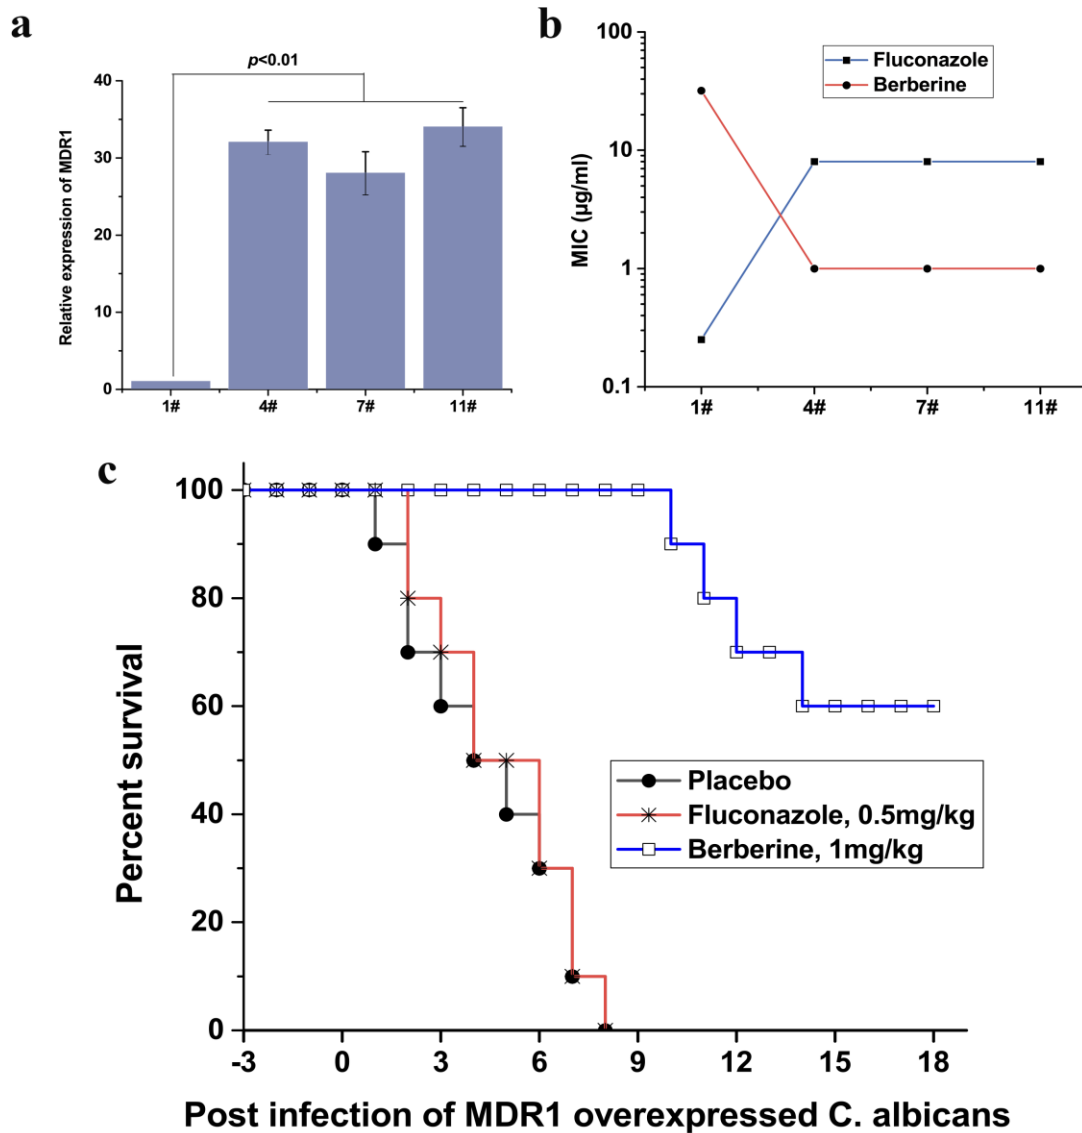 a
p<0.01
Relative expression of MDR1
40
30
20
10
0
1# 4# 7# 11#
b
Fluconazole
Berberine
MIC (µg/ml)
100
10
1
0.1
1# 4# 7# 11#
c
Percent survival
100
80
60
40
20
0
Placebo
Fluconazole, 0.5mg/kg
Berberine, 1mg/kg
-3 0 3 6 9 12 15 18
Post infection of MDR1 overexpressed C. albicans